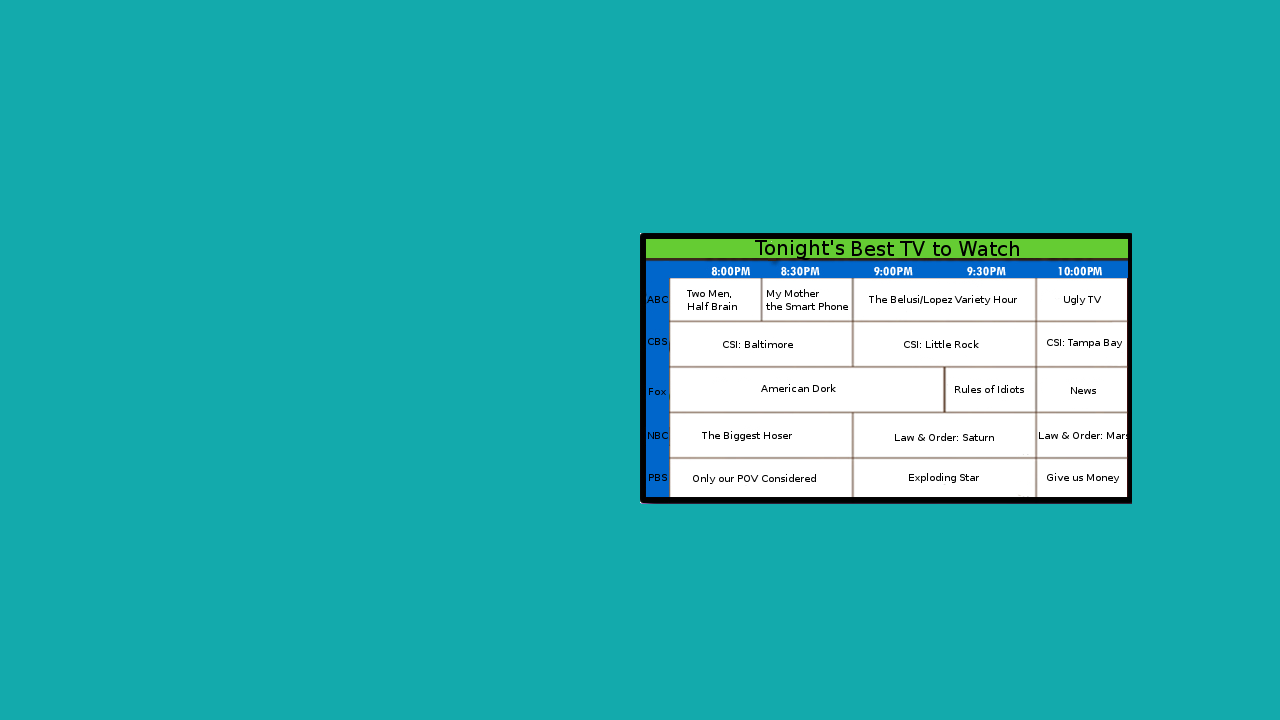 Tonight's Best TV to Watch
8:00PM 8:30PM 9:00PM 9:30PM 10:00PM
ABC Two Men, Half Brain My Mother the Smart Phone The Belusi/Lopez Variety Hour Ugly TV
CBS CSI: Baltimore CSI: Little Rock CSI: Tampa Bay
Fox American Dork Rules of Idiots News
NBC The Biggest Hoser Law & Order: Saturn Law & Order: Mars
PBS Only our POV Considered Exploding Star Give us Money